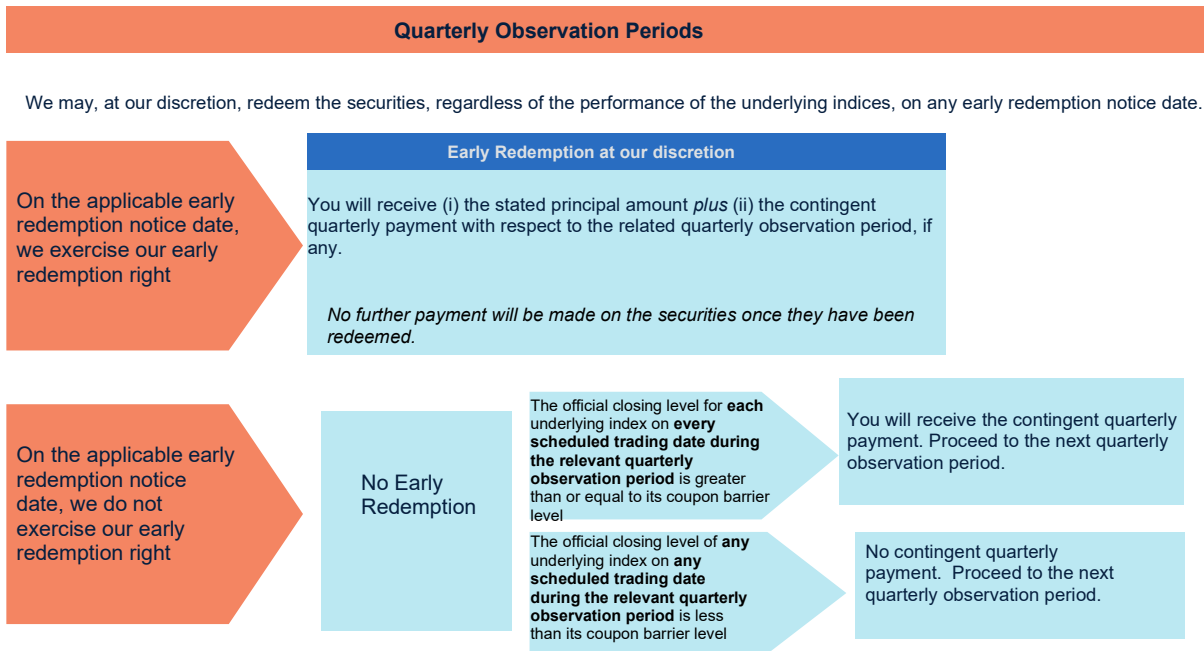 Quarterly Observation Periods
We may, at our discretion, redeem the securities, regardless of the performance of the underlying indices, on any early redemption notice date.
On the applicable early
redemption notice date,
we exercise our early
redemption right
Early Redemption at our discretion
You will receive (i) the stated principal amount plus (ii) the contingent
quarterly payment with respect to the related quarterly observation period, if
any.
No further payment will be made on the securities once they have been
redeemed.
On the applicable early
redemption notice
date, we do not
exercise our early
redemption right
No Early
Redemption
The official closing level for each
underlying index on every
scheduled trading date during
the relevant quarterly
observation period is greater
than or equal to its coupon barrier
level
You will receive the contingent quarterly
payment. Proceed to the next quarterly
observation period.
The official closing level of any
underlying index on any
scheduled trading date
during the relevant quarterly
observation period is less
than its coupon barrier level
No contingent quarterly
payment. Proceed to the next
quarterly observation period.